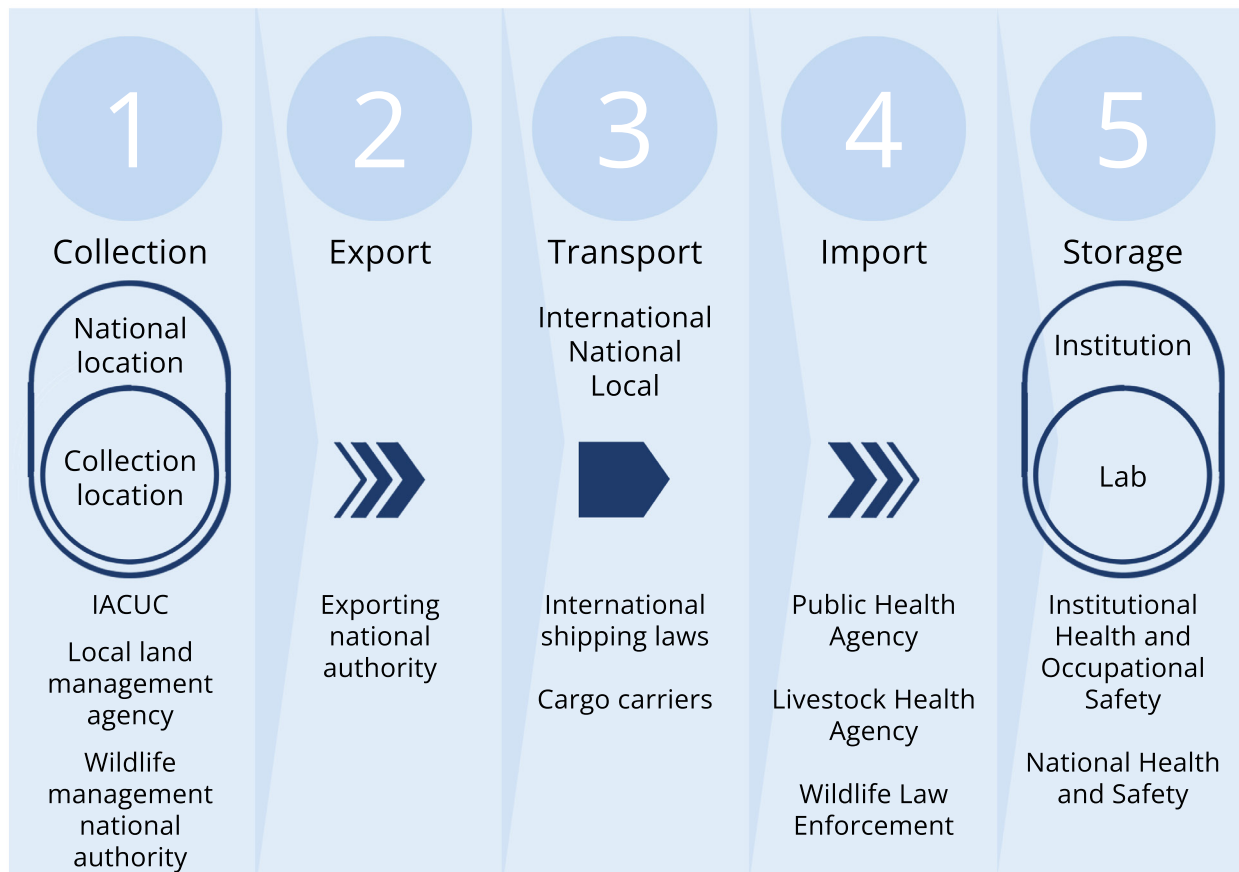 1
Collection
National
location
Collection
location
IACUC
Local land
management
agency
Wildlife
management
national
authority
2
Export
Exporting
national
authority
3
Transport
International
National
Local
International
shipping laws
Cargo carriers
4
Import
Public Health
Agency
Livestock Health
Agency
Wildlife Law
Enforcement
5
Storage
Institution
Lab
Institutional
Health and
Occupational
Safety
National Health
and Safety